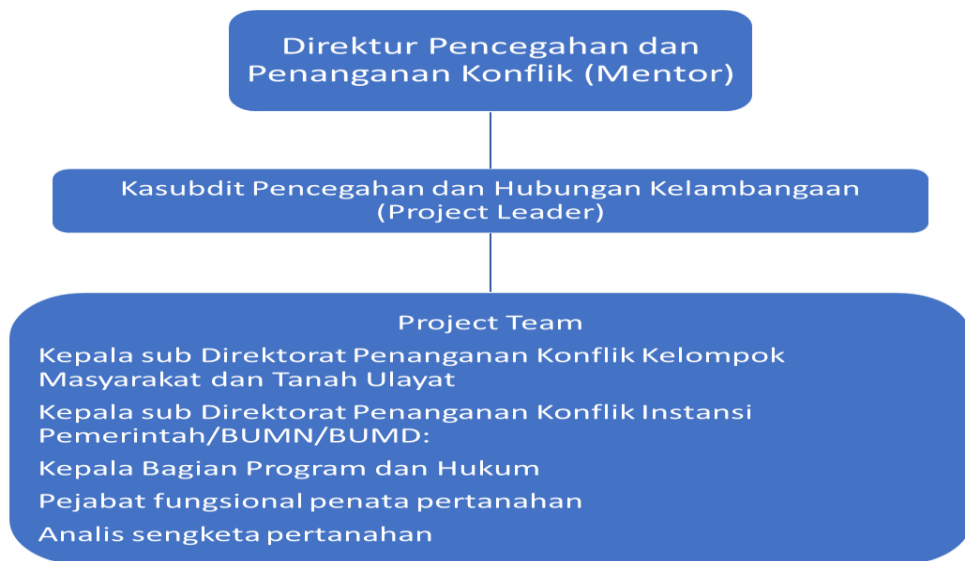 Direktur Pencegahan dan
Penanganan Konflik (Mentor)
Kasubdit Pencegahan dan Hubungan Kelambangaan
(Project Leader)
Project Team
Kepala sub Direktorat Penanganan Konflik Kelompok
Masyarakat dan Tanah Ulayat
Kepala sub Direktorat Penanganan Konflik Instansi
Pemerintah/BUMN/BUMD:
Kepala Bagian Program dan Hukum
Pejabat fungsional penata pertanahan
Analis sengketa pertanahan